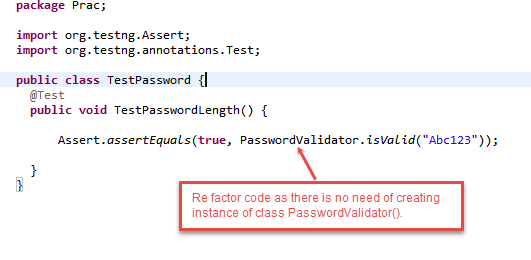 package Prac;
import org.testng.Assert;
import org.testng.annotations.Test;
public class TestPassword {
@Test
public void TestPasswordLength() {
Assert.assertEquals(true, PasswordValidator.isValid("Abc123"));
}
}
Re factor code as there is no need of creating
instance of class PasswordValidator().